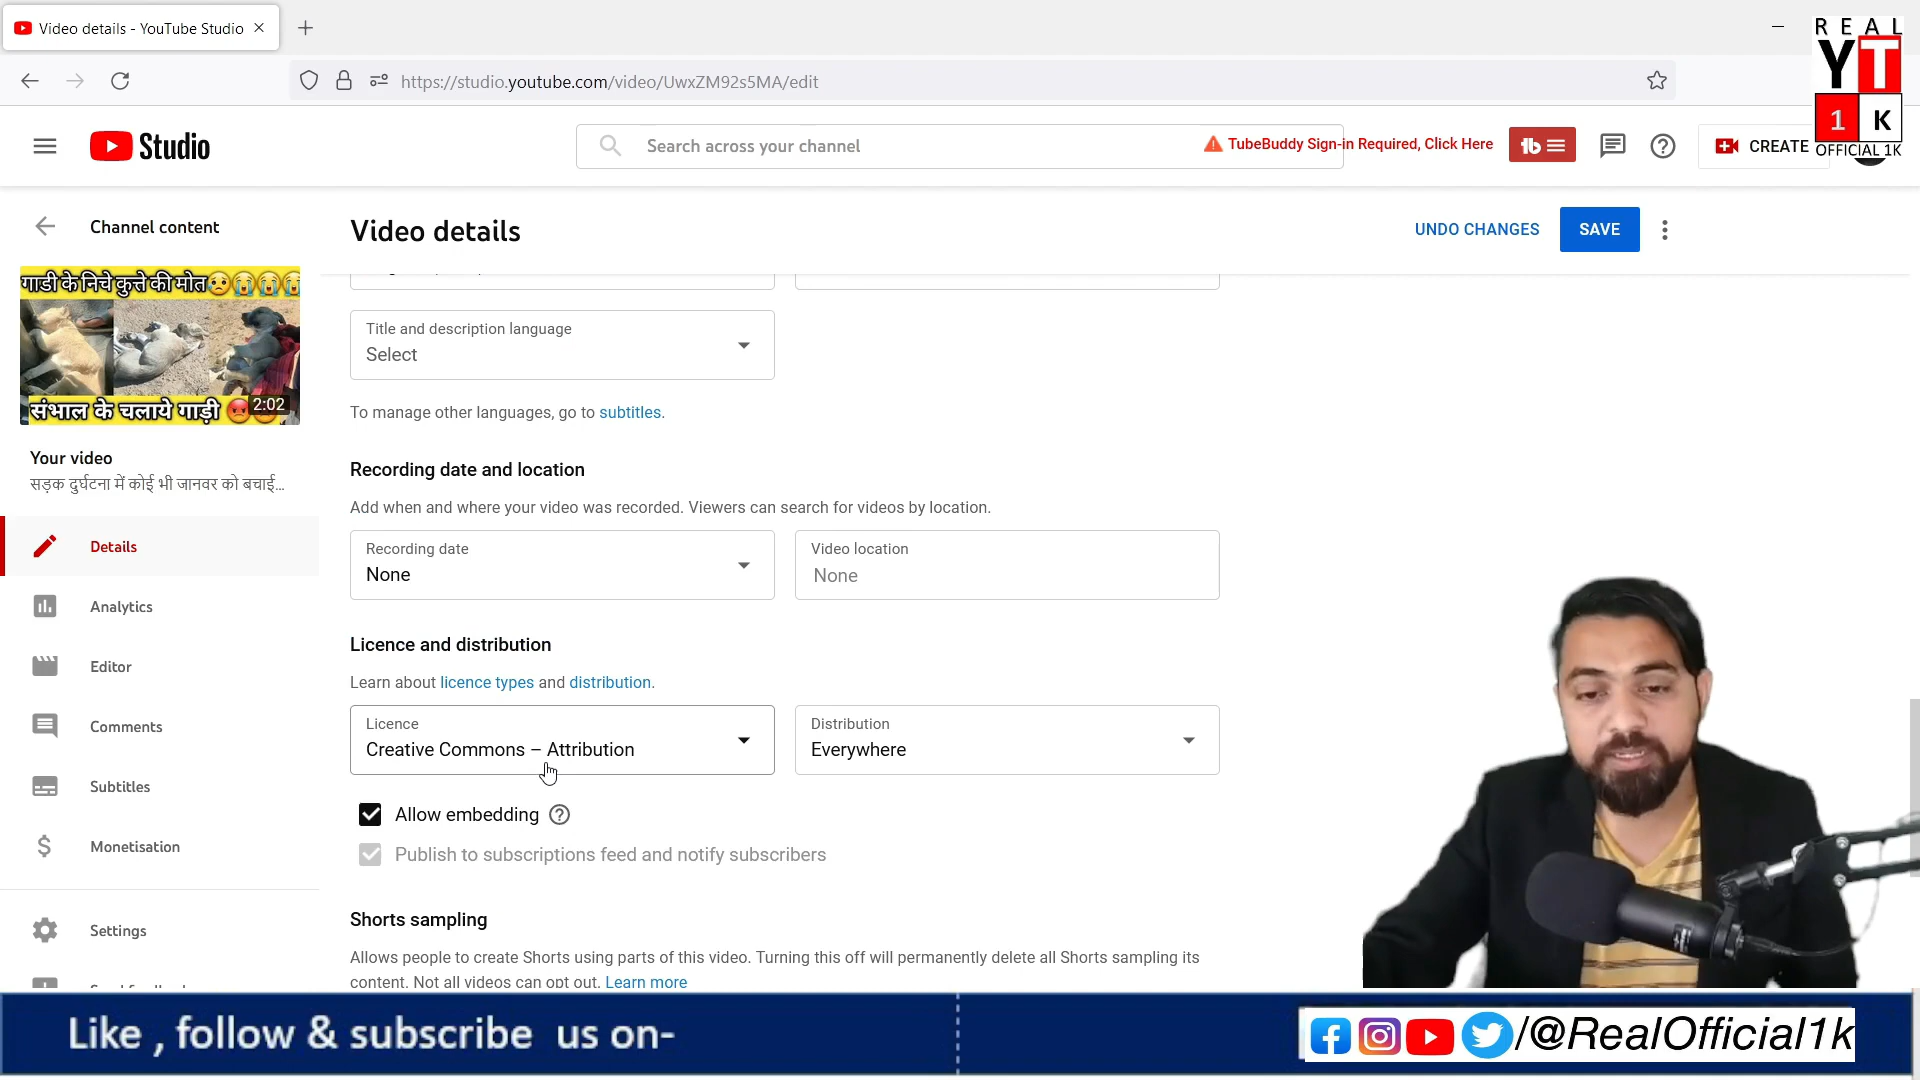 Video details - YouTube Studio
https://studio.youtube.com/video/UwxZM92s5MA/edit
REAL
YT
1K
OFFICIAL 1K
Studio
Search across your channel
TubeBuddy Sign-in Required, Click Here
tb
CREATE
Channel content
Video details
UNDO CHANGES
SAVE
गाडी के निचे कुत्ते की मोत
संभाल के चलाये गाड़ी
2:02
Your video
सड़क दुर्घटना में कोई भी जानवर को बचाई...
Details
Analytics
Editor
Comments
Subtitles
Monetisation
Settings
Title and description language
Select
To manage other languages, go to subtitles.
Recording date and location
Add when and where your video was recorded. Viewers can search for videos by location.
Recording date
None
Video location
None
Licence and distribution
Learn about licence types and distribution.
Licence
Creative Commons – Attribution
Distribution
Everywhere
Allow embedding
Publish to subscriptions feed and notify subscribers
Shorts sampling
Allows people to create Shorts using parts of this video. Turning this off will permanently delete all Shorts sampling its
content. Not all videos can opt out. Learn more
Like , follow & subscribe us on-
/@RealOfficial1k